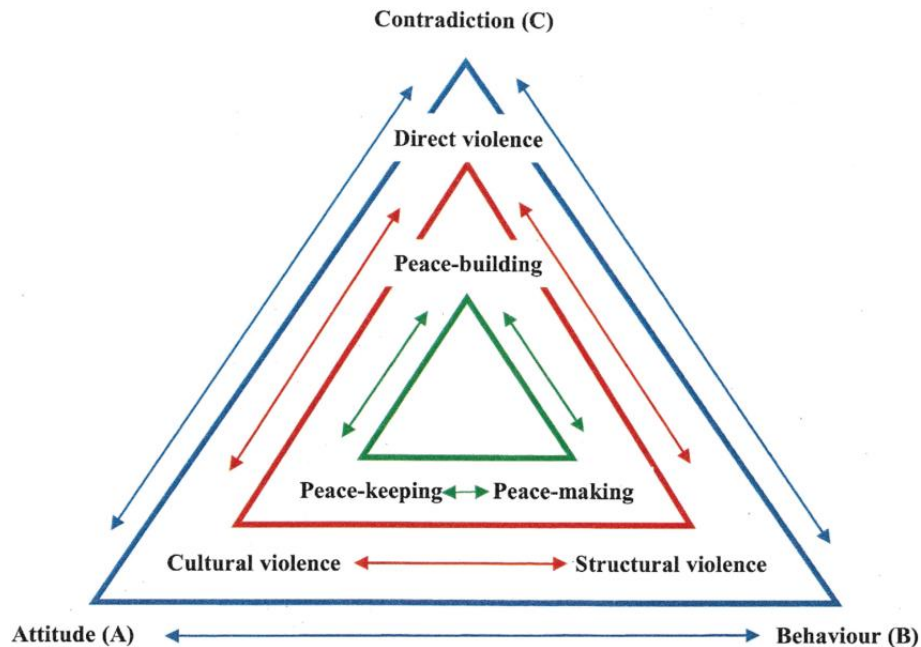 Contradiction (C)
Direct violence
Peace-building
Peace-keeping Peace-making
Cultural violence Structural violence
Attitude (A) Behaviour (B)